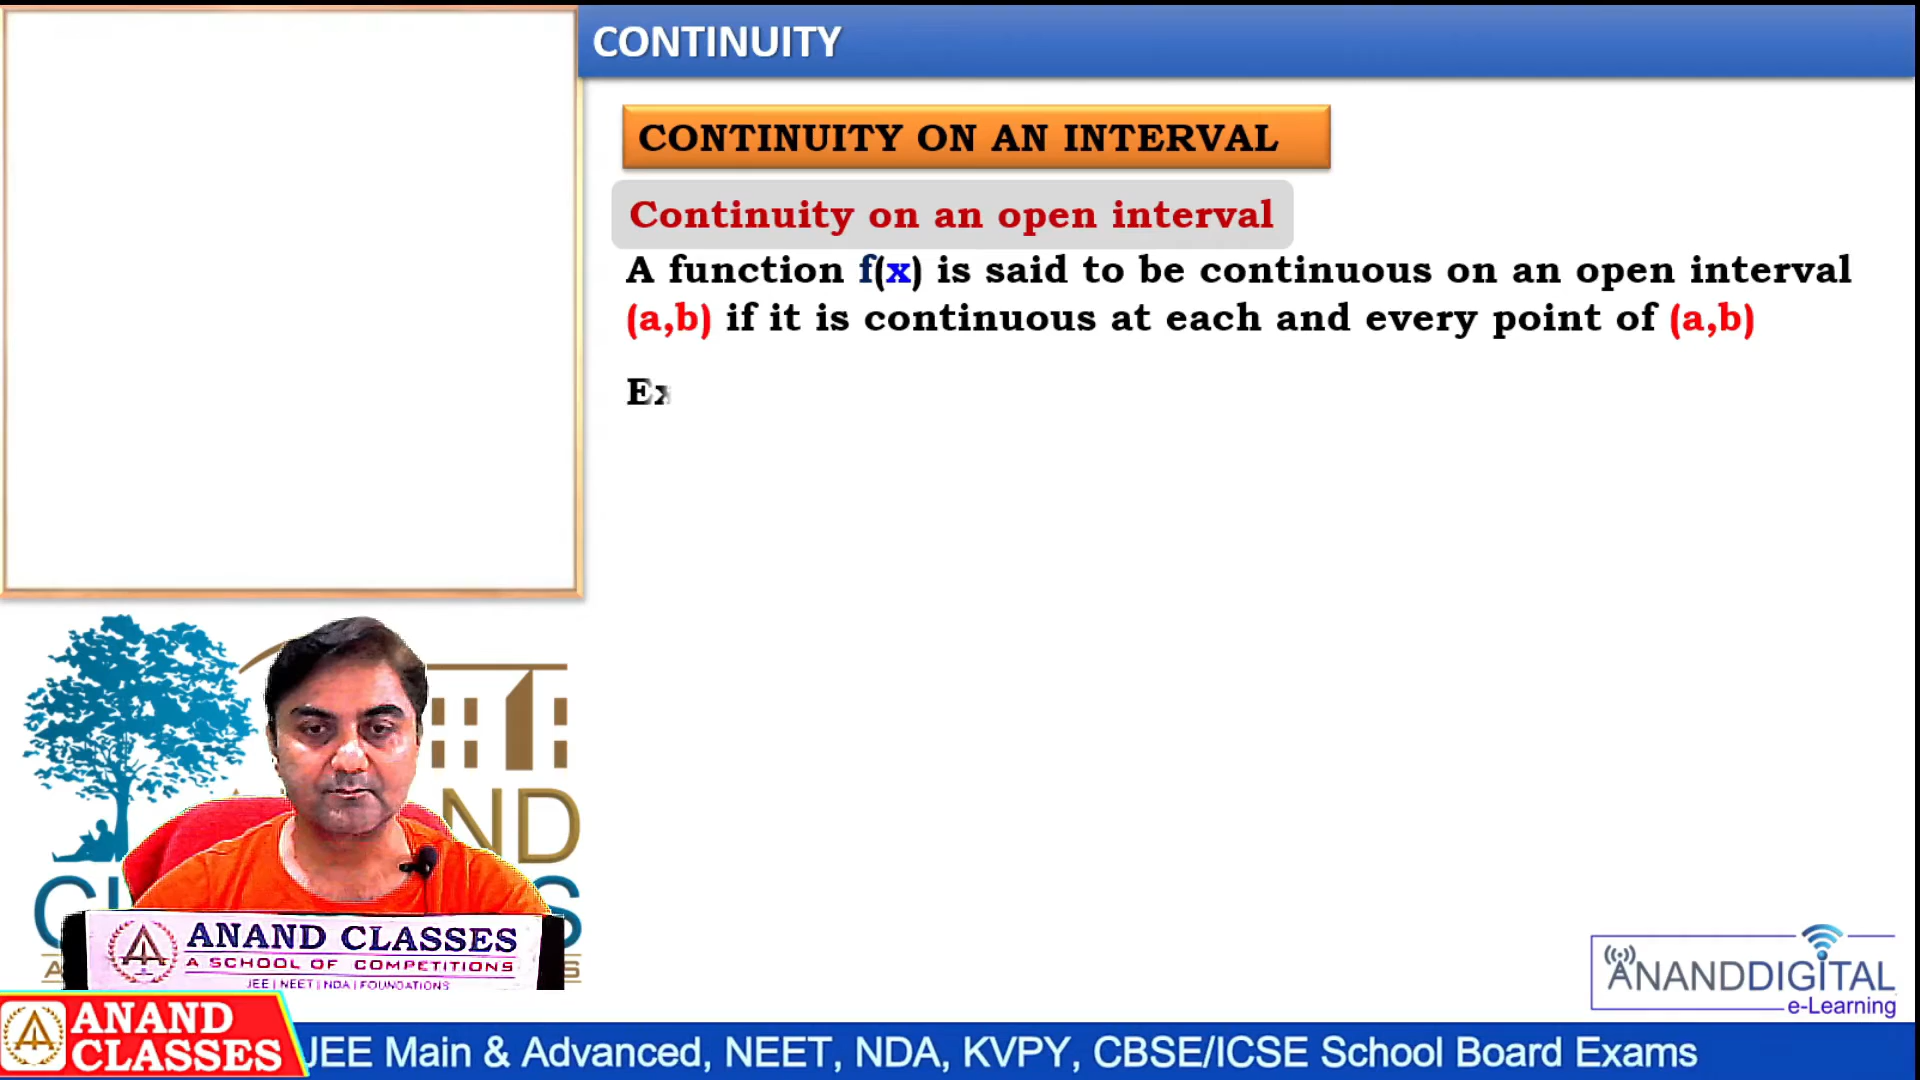 CONTINUITY
CONTINUITY ON AN INTERVAL
Continuity on an open interval
A function f(x) is said to be continuous on an open interval
(a,b) if it is continuous at each and every point of (a,b)
Ex
ND
ANAND CLASSES
A SCHOOL OF COMPETITIONS
JEE | NEET | NDA | FOUNDATIONS
ANANDDIGITAL
e-Learning
ANAND
CLASSES
JEE Main & Advanced, NEET, NDA, KVPY, CBSE/ICSE School Board Exams